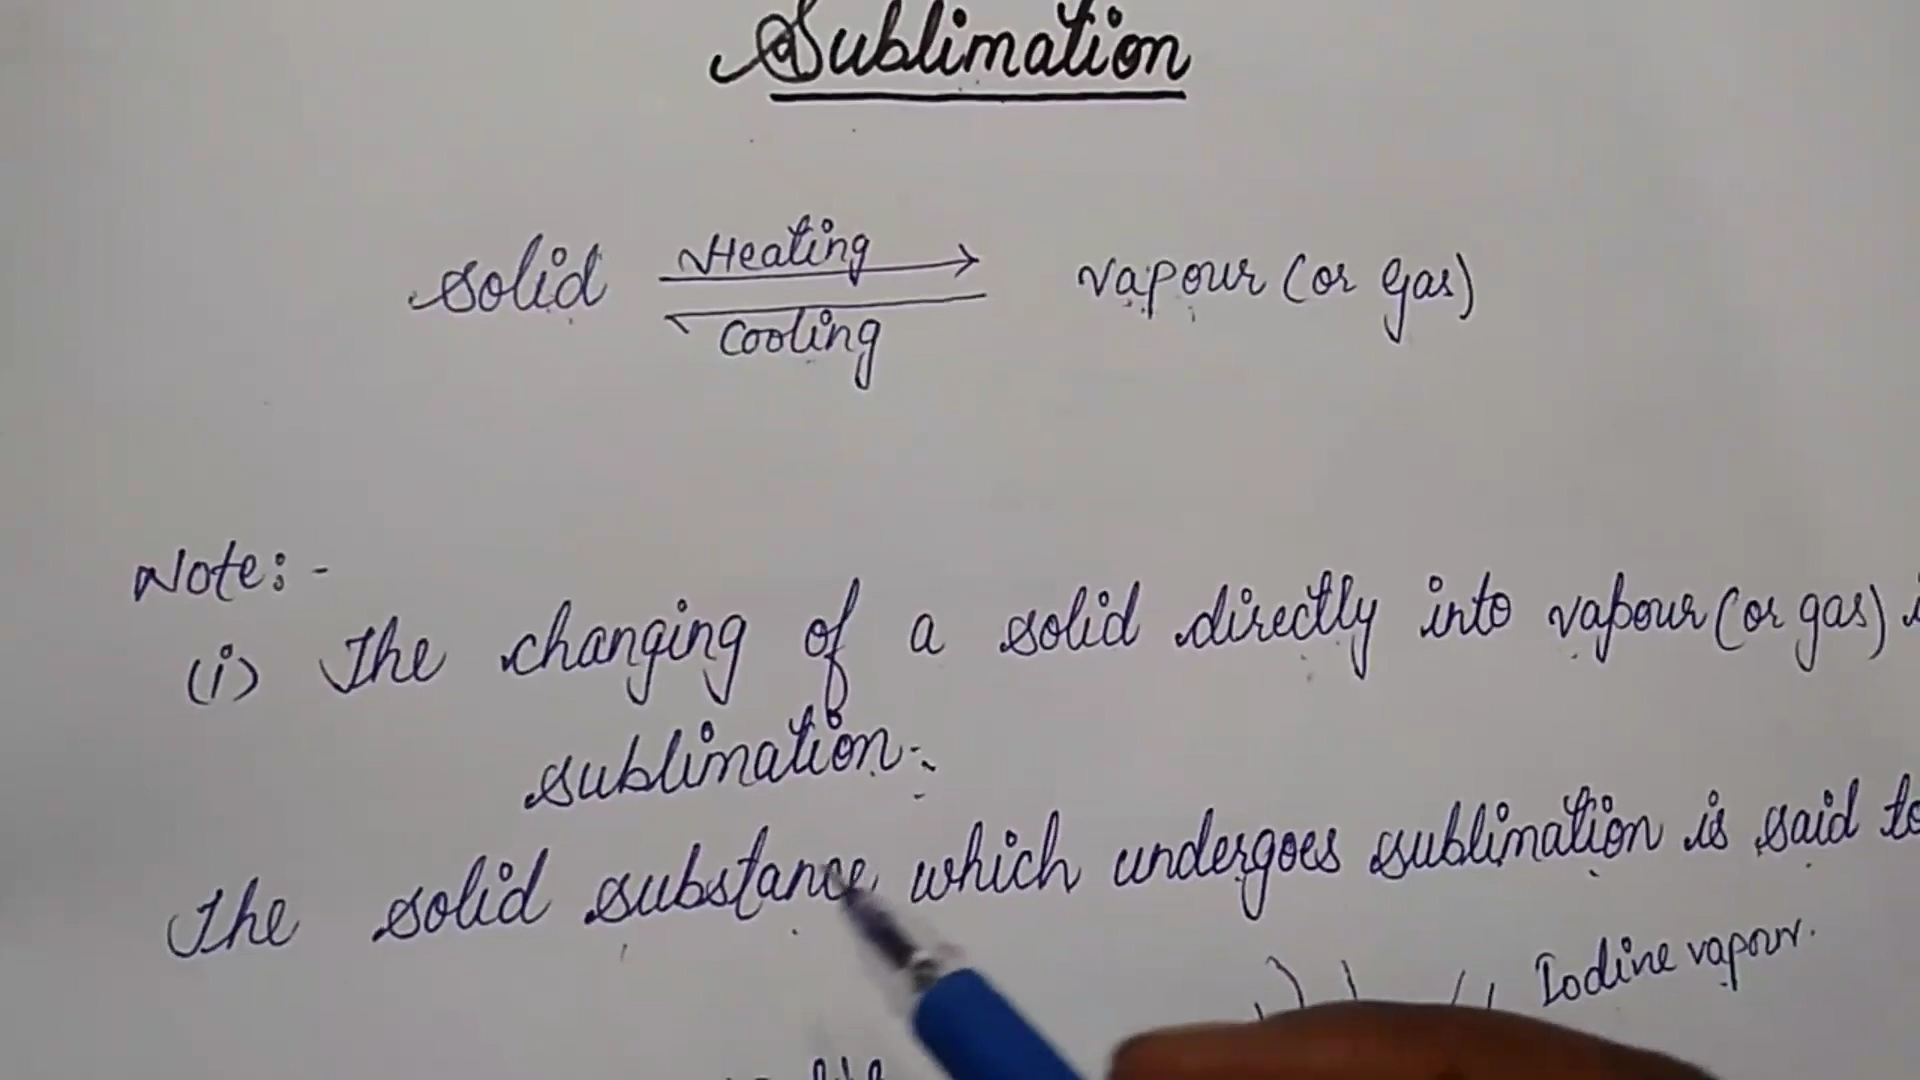 Sublimation
Heating
solid vapour (or gas)
cooling
Note:-
(i) The changing of a solid directly into vapour (or gas)
sublimation.
The solid substance which undergoes sublimation is said to
Iodine vapour.